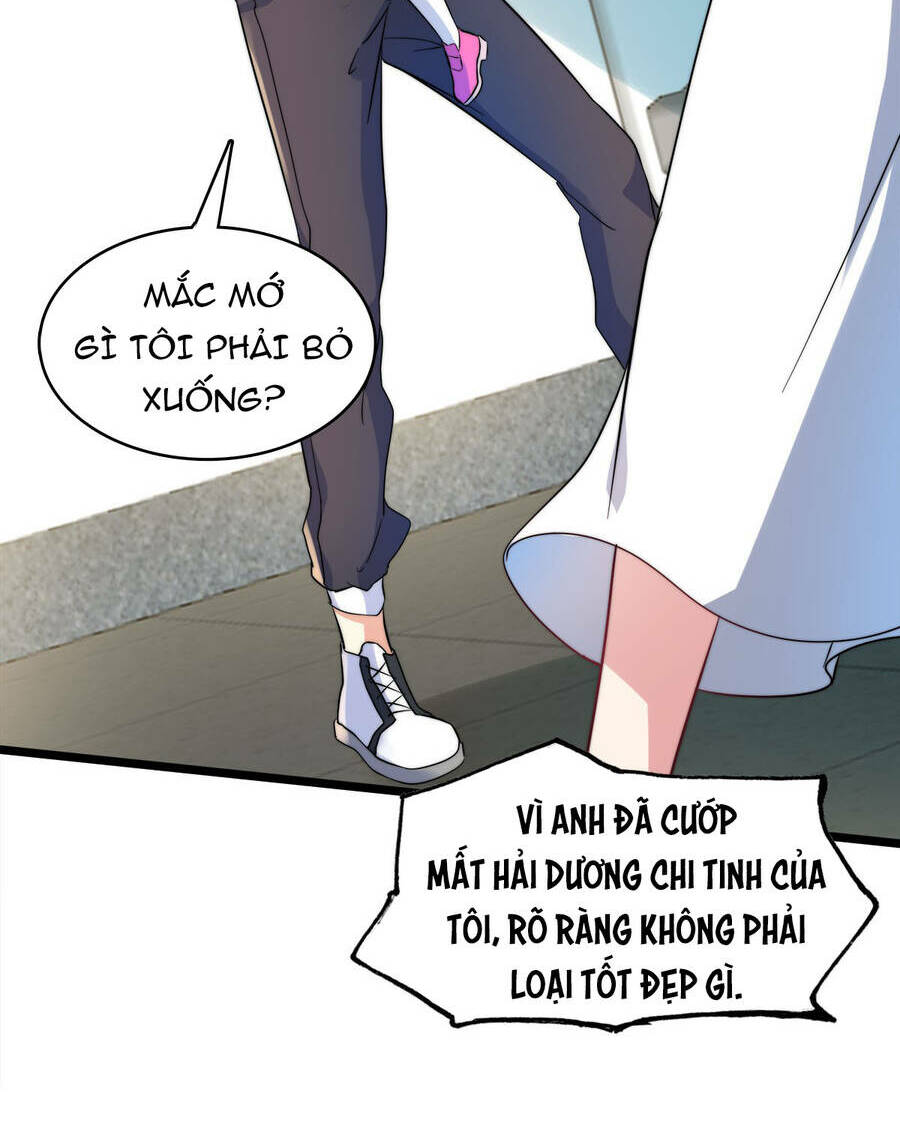 MẮC MỚ
GÌ TÔI PHẢI BỎ
XUỐNG?
VÌ ANH ĐÃ CƯỚP
MẤT HẢI DƯƠNG CHI TINH CỦA
TÔI, RÕ RÀNG KHÔNG PHẢI
LOẠI TỐT ĐẸP GÌ.